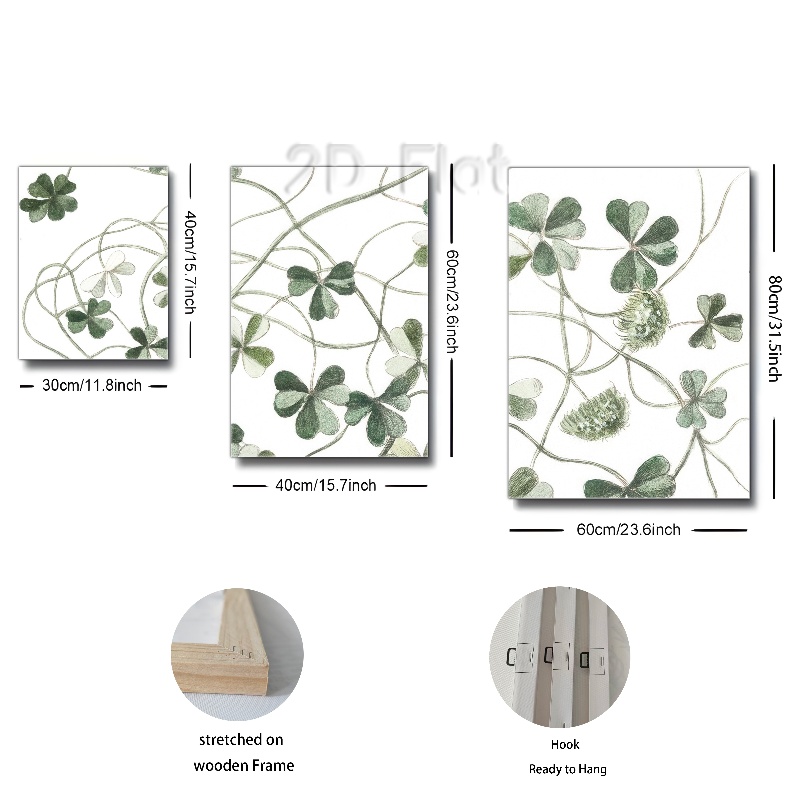 2D Flat
40cm/15.7inch
30cm/11.8inch
60cm/23.6inch
40cm/15.7inch
80cm/31.5inch
60cm/23.6inch
stretched on
wooden Frame
Hook
Ready to Hang